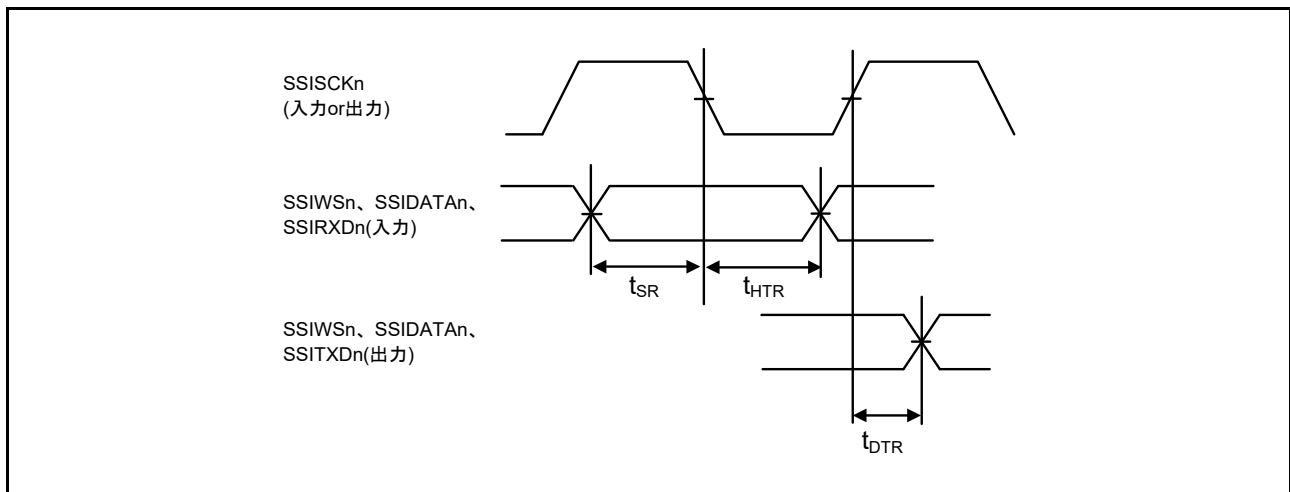 SSISCKn
(入力or出力)
SSIWSn、SSIDATAn、
SSIRXDn(入力)
tSR
tHTR
SSIWSn、SSIDATAn、
SSITXDn(出力)
tDTR